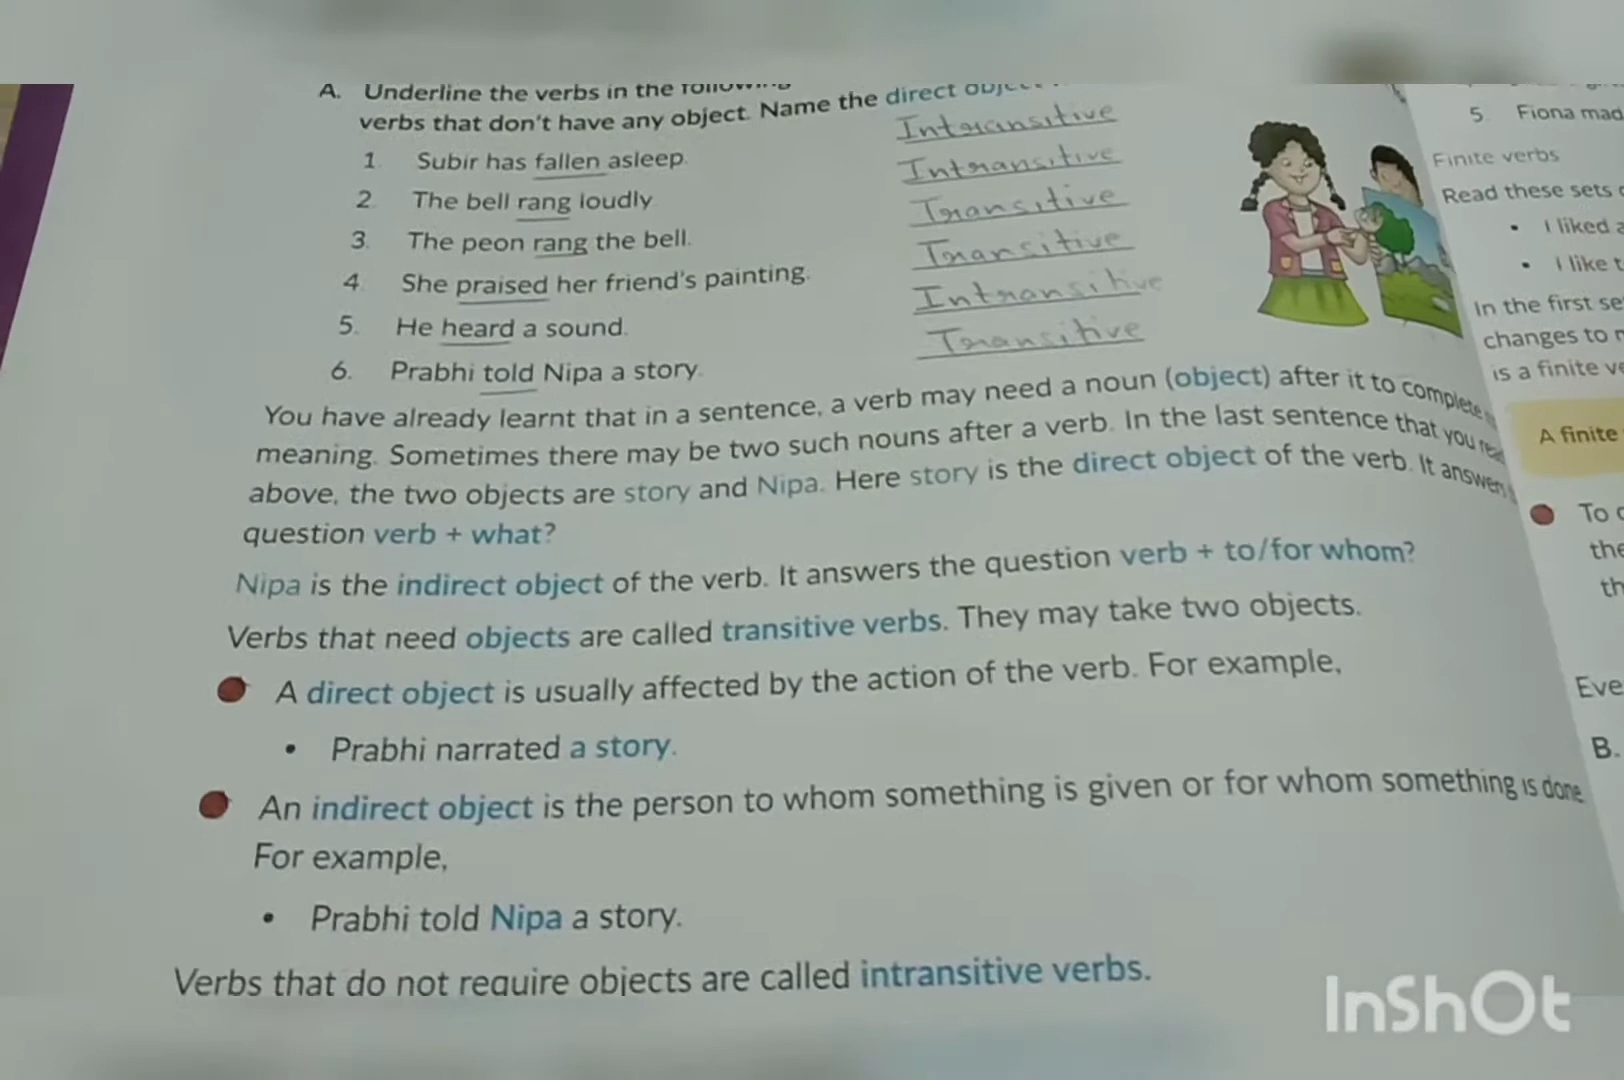 A. Underline the verbs in the following
verbs that don't have any object. Name the direct
1. Subir has fallen asleep. Intransitive
2. The bell rang loudly Intransitive
3. The peon rang the bell. Transitive
4. She praised her friend's painting. Transitive
5. He heard a sound. Intransitive
6. Prabhi told Nipa a story. Transitive
You have already learnt that in a sentence, a verb may need a noun (object) after it to complete
meaning. Sometimes there may be two such nouns after a verb. In the last sentence that you read
above, the two objects are story and Nipa. Here story is the direct object of the verb. It answers
question verb + what?
Nipa is the indirect object of the verb. It answers the question verb + to/for whom?
Verbs that need objects are called transitive verbs. They may take two objects.
A direct object is usually affected by the action of the verb. For example,
• Prabhi narrated a story.
An indirect object is the person to whom something is given or for whom something is done
For example,
• Prabhi told Nipa a story.
Verbs that do not require objects are called intransitive verbs.
5 Fiona mad
Finite verbs
Read these sets
• I liked
• I like t
In the first se
changes to
is a finite
A finite
To
the
th
Eve
B.
InShOt